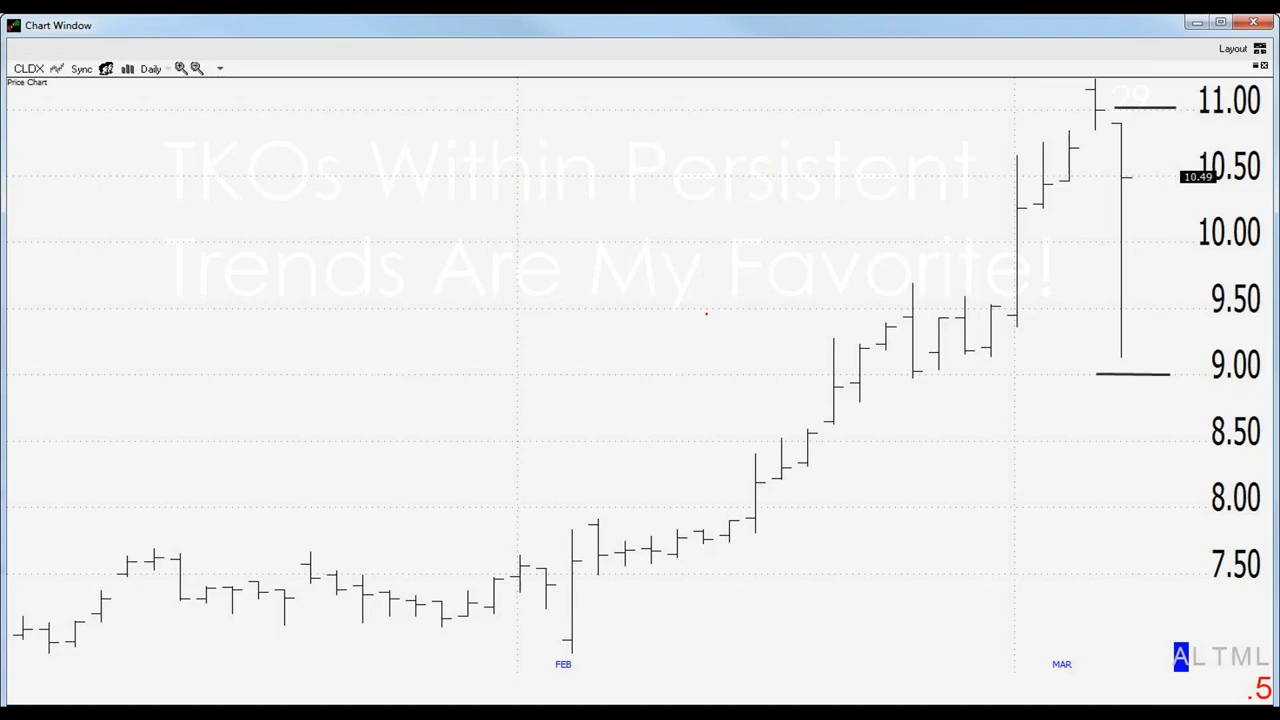 Chart Window
Layout
CLDX Sync Daily
Price Chart
TKOs Within Persistent
Trends Are My Favorite!
11.00
10.50
10.49
10.00
9.50
9.00
8.50
8.00
7.50
FEB
MAR
ALTML
.5